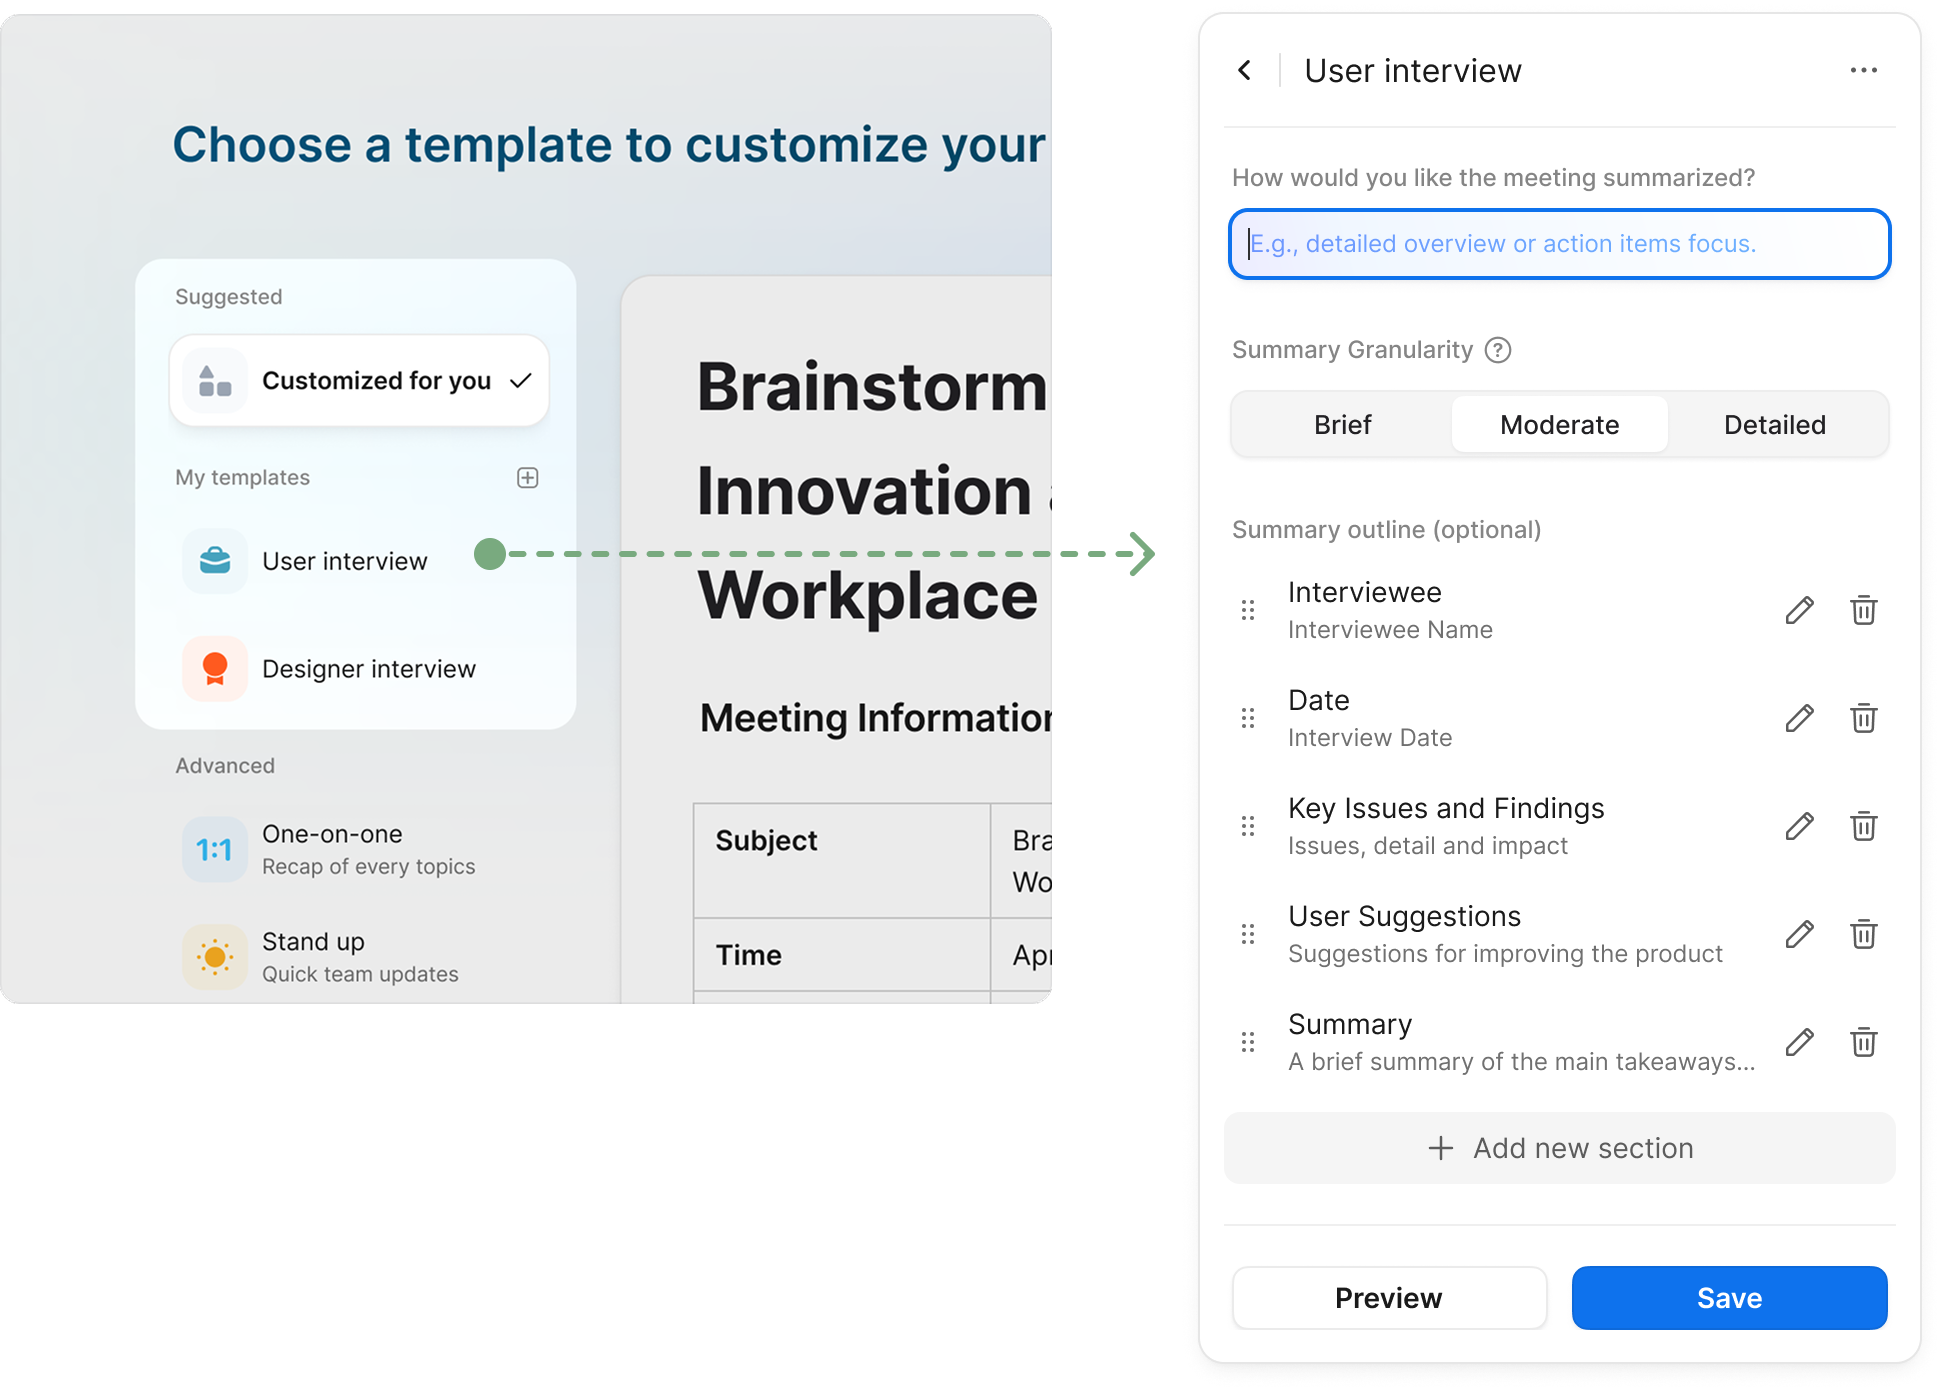 Choose a template to customize your
Suggested
Customized for you
My templates
User interview
Designer interview
Advanced
1:1
One-on-one
Recap of every topics
Stand up
Quick team updates
Brainstorm
Innovation
Workplace
Meeting Information
Subject
Time
User interview
How would you like the meeting summarized?
E.g., detailed overview or action items focus.
Summary Granularity ?
Brief
Moderate
Detailed
Summary outline (optional)
Interviewee
Interviewee Name
Date
Interview Date
Key Issues and Findings
Issues, detail and impact
User Suggestions
Suggestions for improving the product
Summary
A brief summary of the main takeaways...
Add new section
Preview
Save